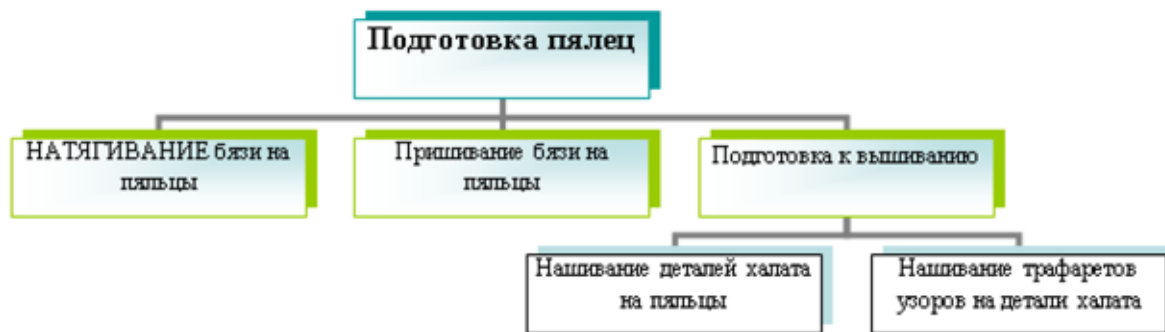 Подготовка пялец
НАТЯГИВАНИЕ бязи на
пяльцы
Пришивание бязи на
пяльцы
Подготовка к вышиванию
Нашивание деталей халата
на пяльцы
Нашивание трафаретов
узоров на детали халата